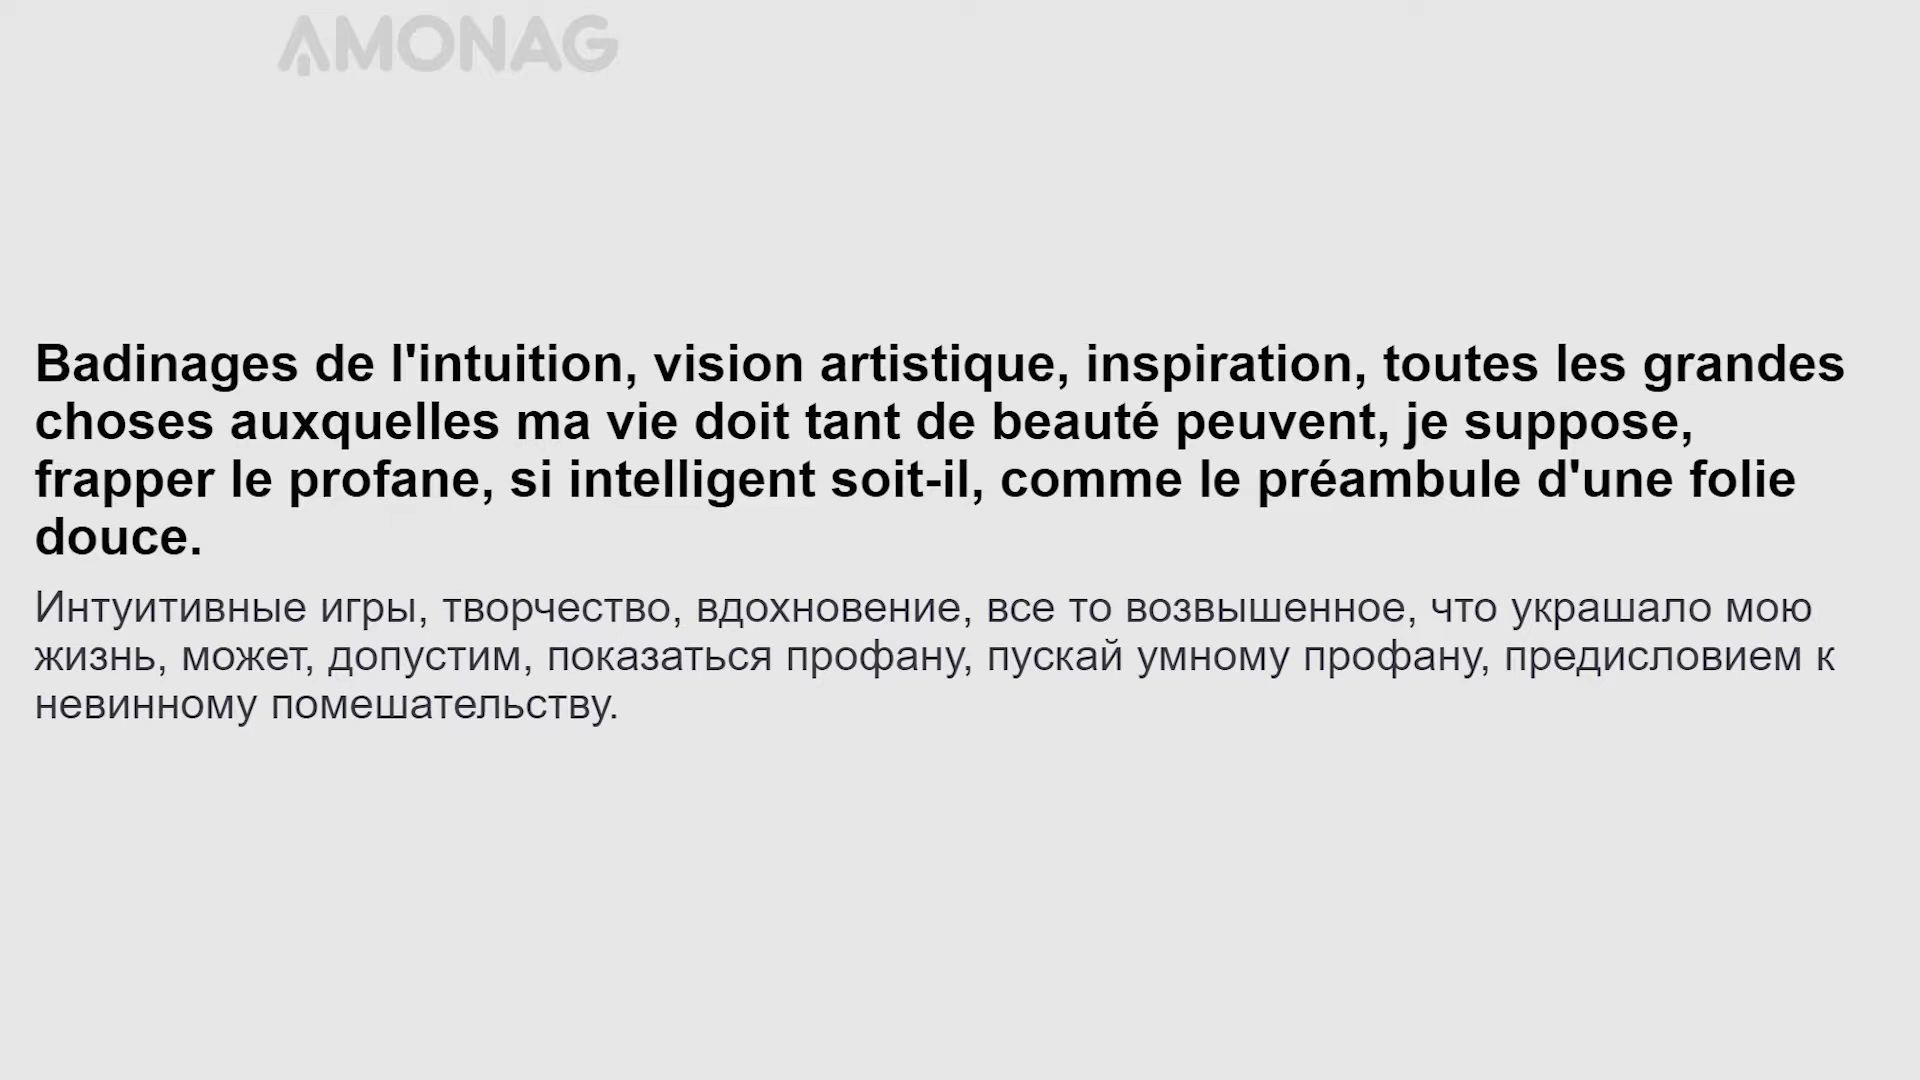 AMONAG
Badinages de l'intuition, vision artistique, inspiration, toutes les grandes
choses auxquelles ma vie doit tant de beauté peuvent, je suppose,
frapper le profane, si intelligent soit-il, comme le préambule d'une folie
douce.
Интуитивные игры, творчество, вдохновение, все то возвышенное, что украшало мою
жизнь, может, допустим, показаться профану, пускай умному профану, предисловием к
невинному помешательству.